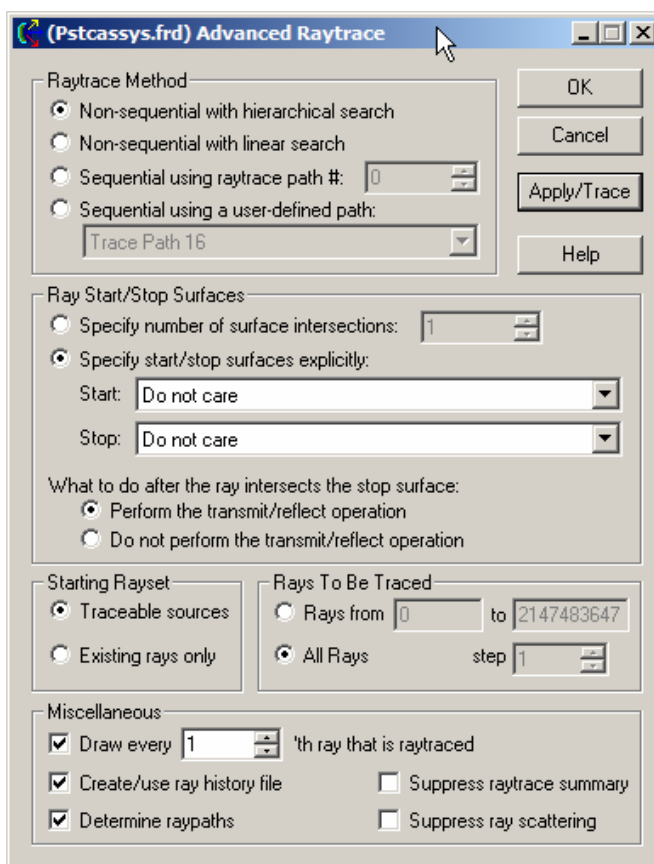 (Pstcassys.frd) Advanced Raytrace
Raytrace Method
Non-sequential with hierarchical search
Non-sequential with linear search
Sequential using raytrace path #: 0
Sequential using a user-defined path:
Trace Path 16
OK
Cancel
Apply/Trace
Help
Ray Start/Stop Surfaces
Specify number of surface intersections: 1
Specify start/stop surfaces explicitly:
Start: Do not care
Stop: Do not care
What to do after the ray intersects the stop surface:
Perform the transmit/reflect operation
Do not perform the transmit/reflect operation
Starting Rayset
Traceable sources
Existing rays only
Rays To Be Traced
Rays from 0 to 2147483647
All Rays step 1
Miscellaneous
Draw every 1 'th ray that is raytraced
Create/use ray history file
Suppress raytrace summary
Determine raypaths
Suppress ray scattering